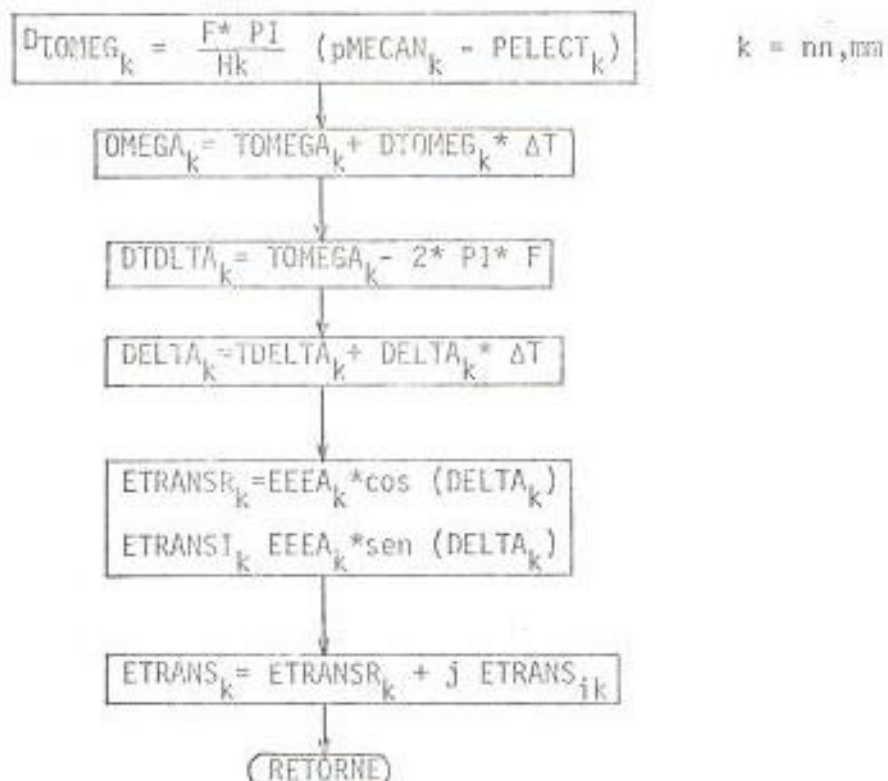 DTOMEG_k = F* PI / Hk (pMECAN_k - PELECT_k) k = nn,mm
OMEGA_k = TOMEGA_k + DTOMEG_k * ΔT
DTDLTA_k = TOMEGA_k - 2* PI* F
DELTA_k =TDELTA_k + DELTA_k * ΔT
ETRANSR_k =EEEA_k *cos (DELTA_k)
ETRANSI_k EEEA_k *sen (DELTA_k)
ETRANS_k = ETRANSR_k + j ETRANS_ik
RETORNE